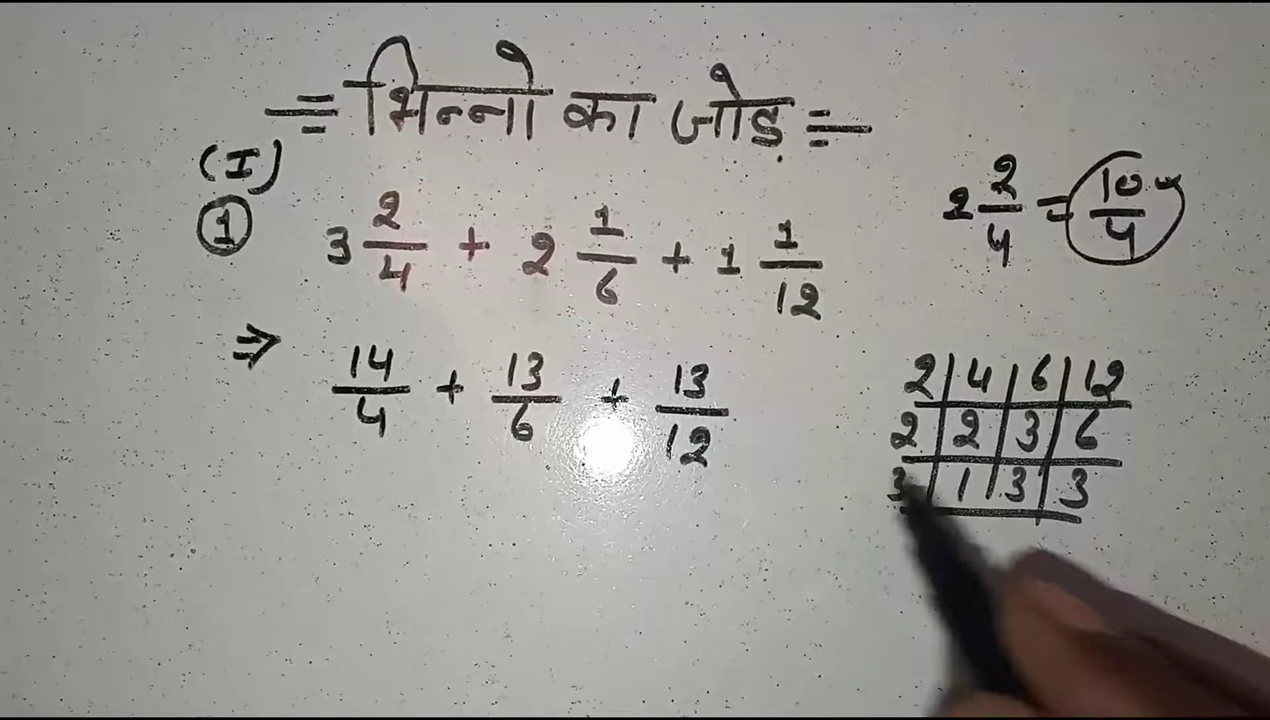 = भिन्नो का जोड़ =
(I)
① 3 2/4 + 2 1/6 + 1 1/12
2 2/4 = 10/4
⇒ 14/4 + 13/6 + 13/12
2 | 4 | 6 | 12
2 | 2 | 3 | 6
3 | 1 | 3 | 3